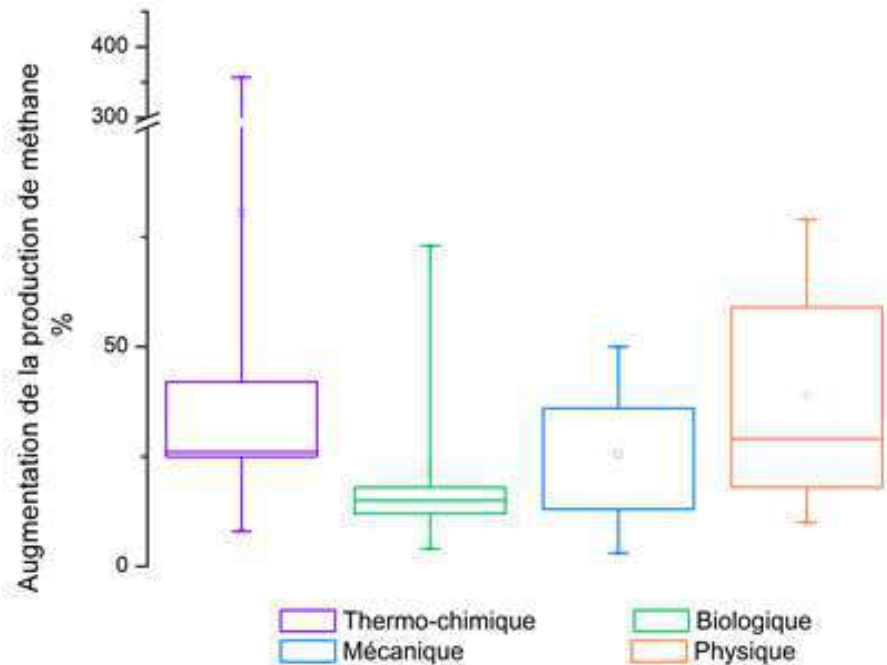 Augmentation de la production de méthane
%
400
300
50
0
Thermo-chimique
Biologique
Mécanique
Physique